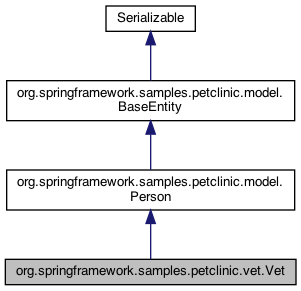 Serializable
org.springframework.samples.petclinic.model.
BaseEntity
org.springframework.samples.petclinic.model.
Person
org.springframework.samples.petclinic.vet.Vet